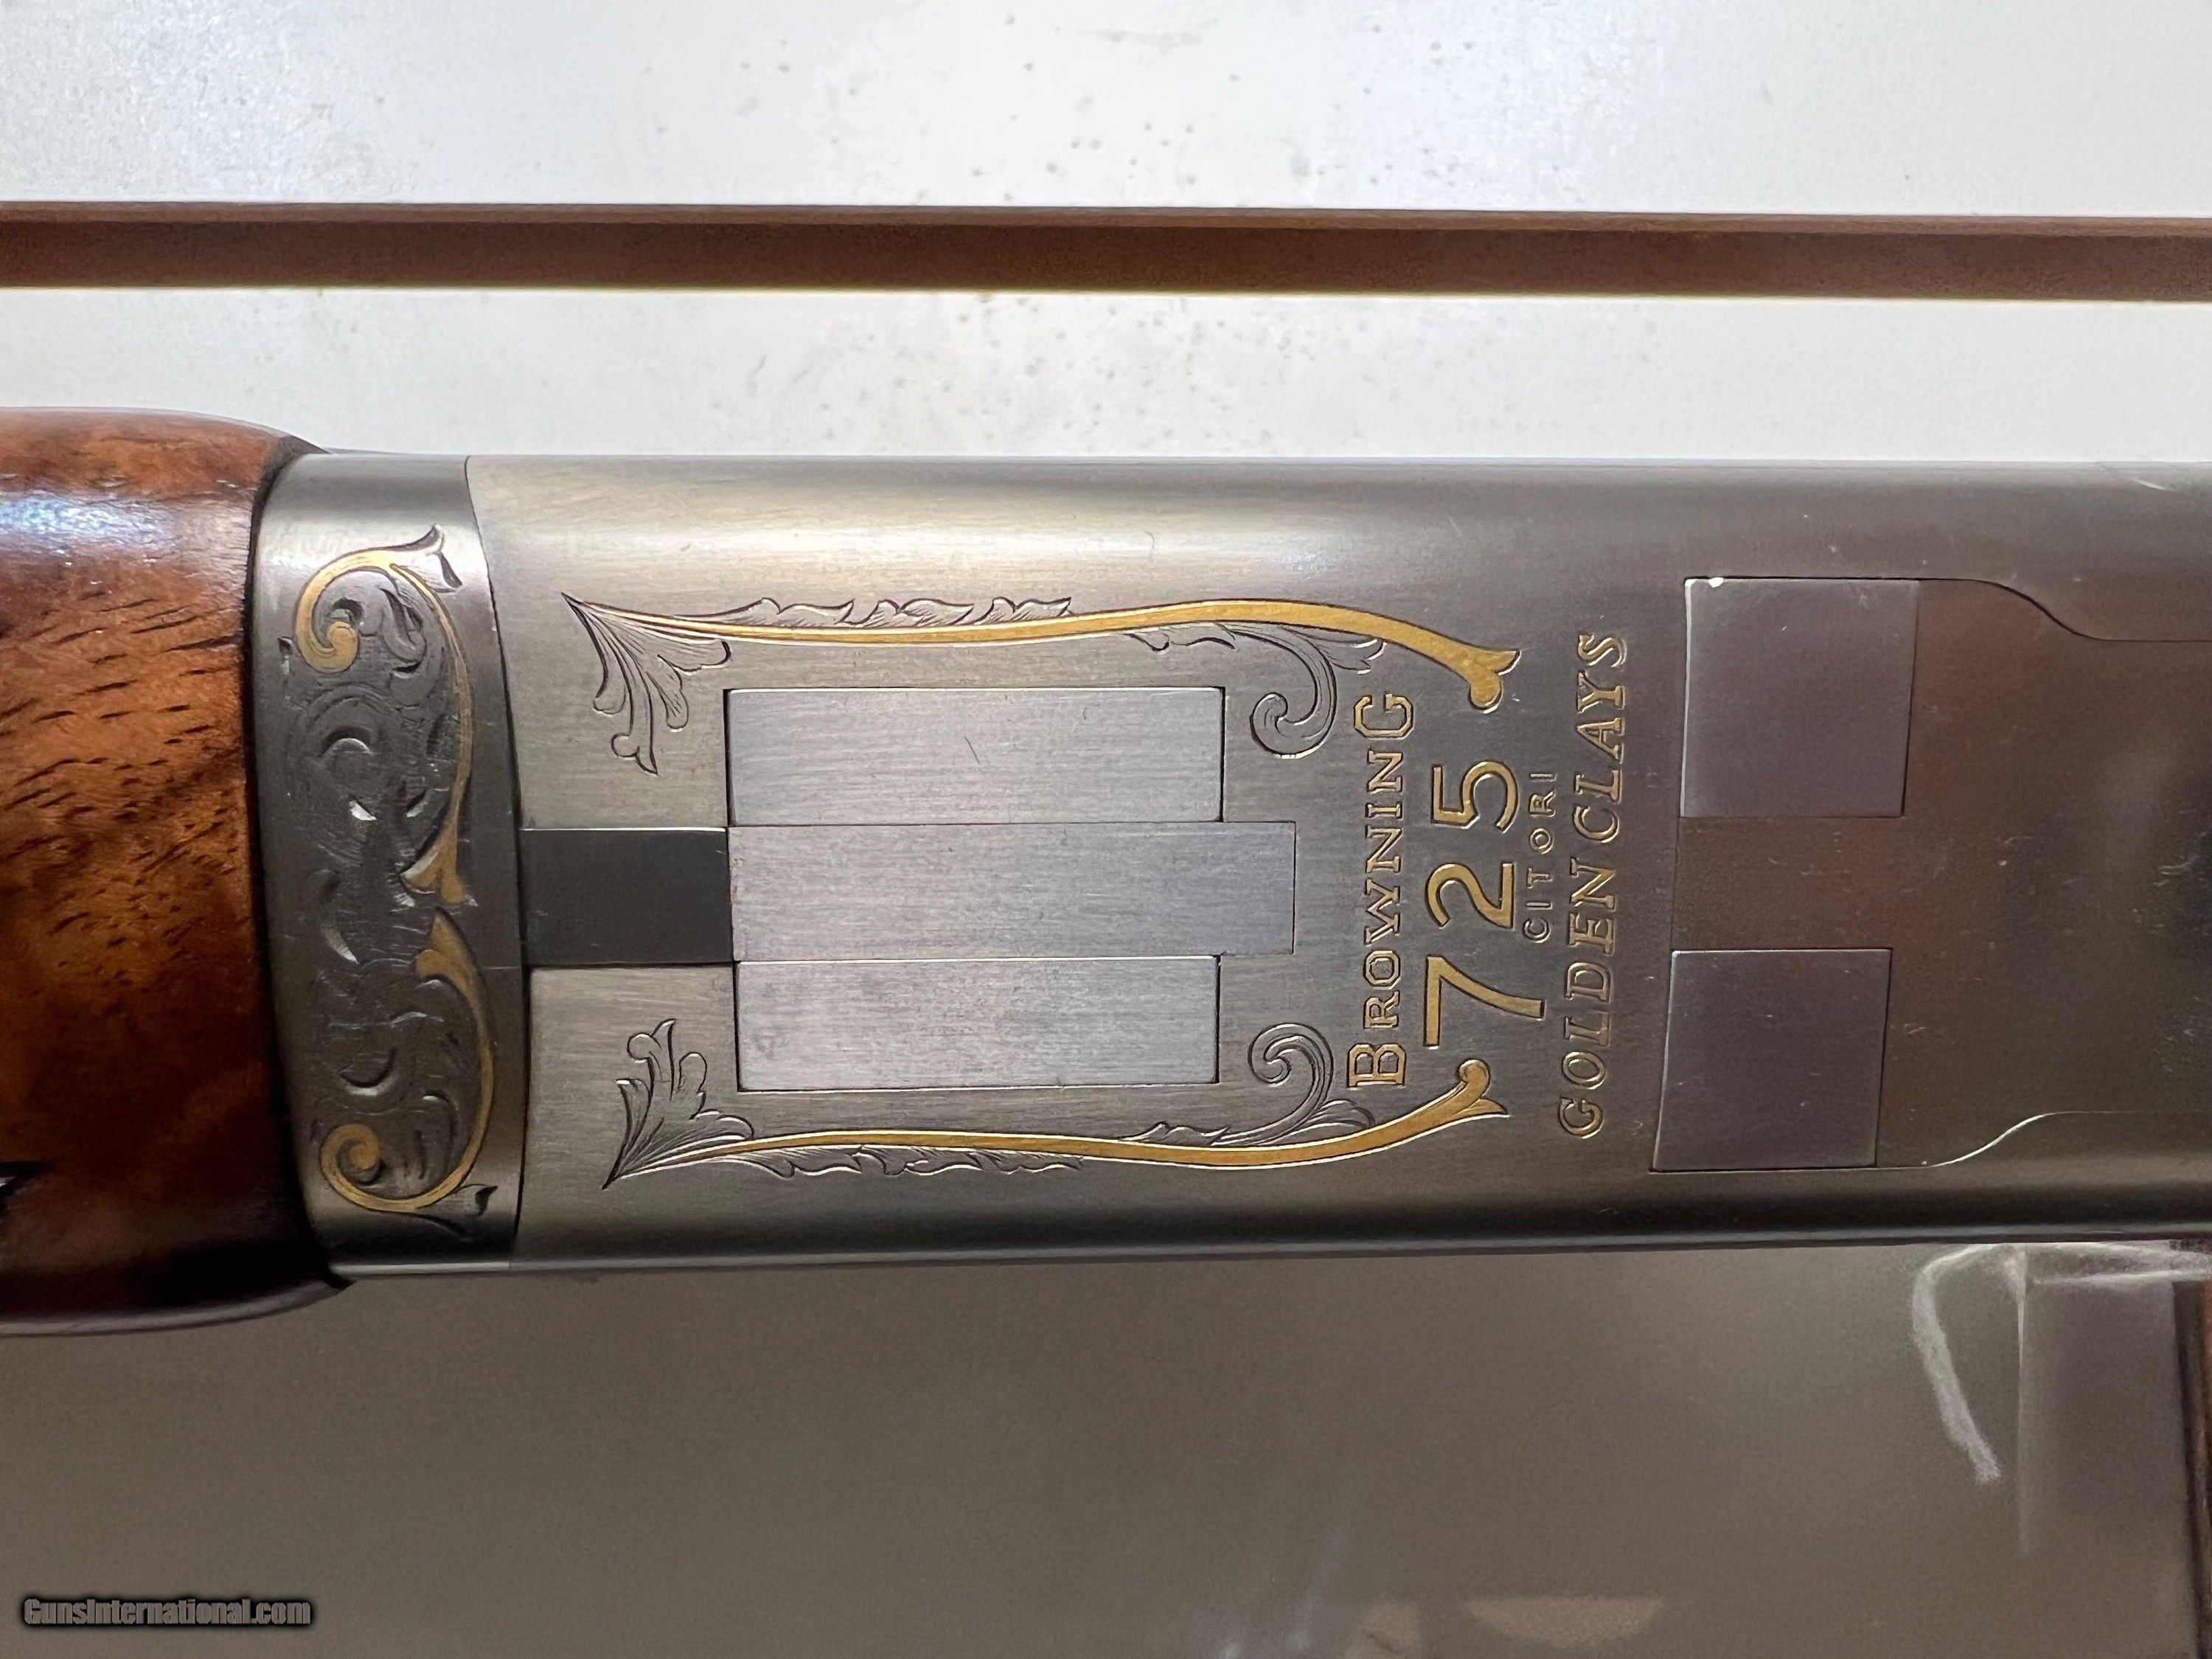 BROWNING
725
CITORI
GOLDEN CLAYS
GunsInternational.com